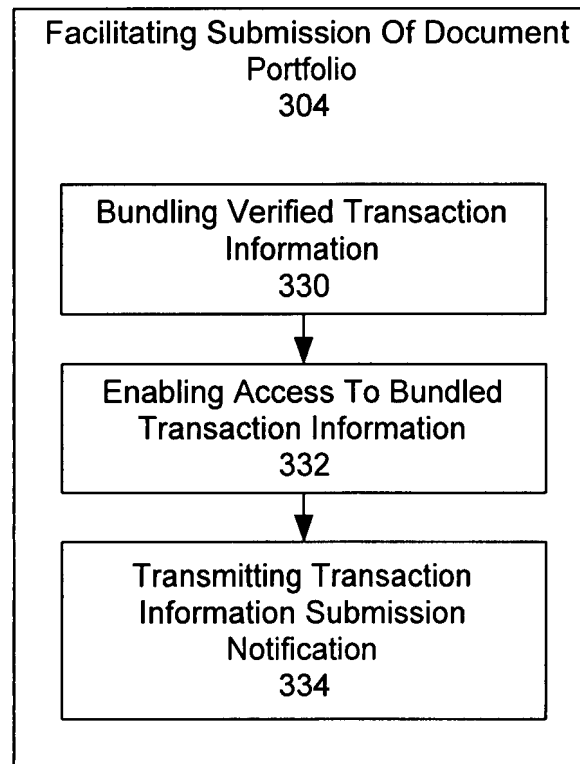 Facilitating Submission Of Document
Portfolio
304
Bundling Verified Transaction
Information
330
Enabling Access To Bundled
Transaction Information
332
Transmitting Transaction
Information Submission
Notification
334